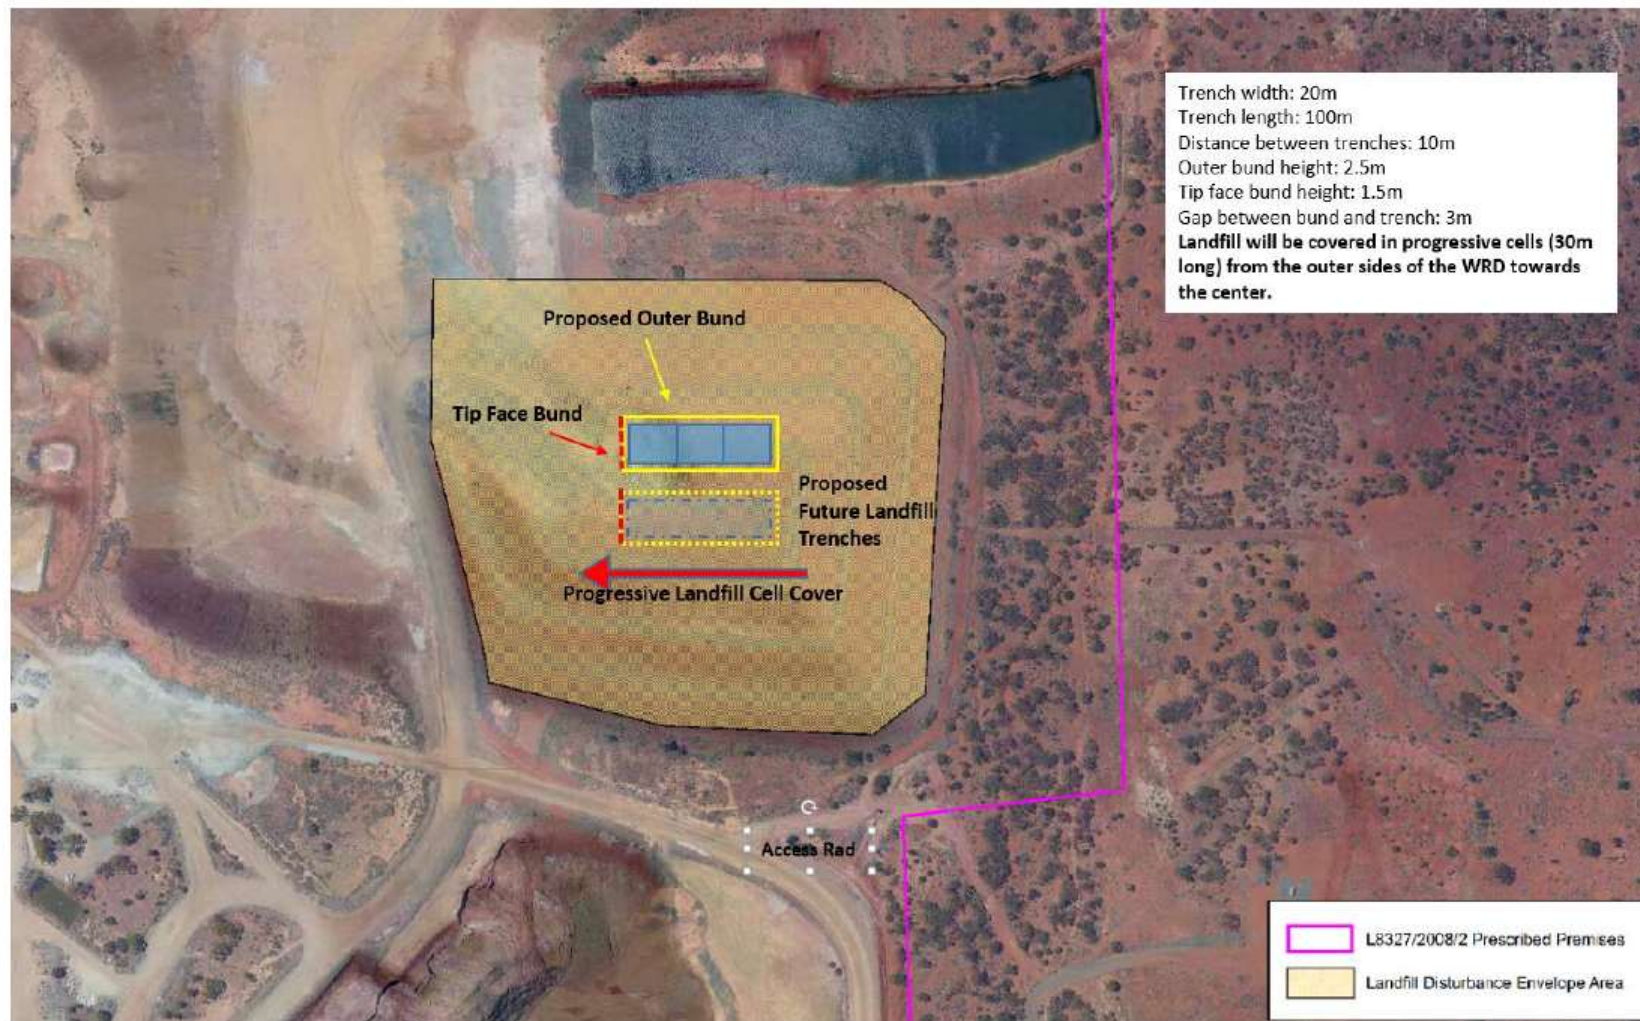 Trench width: 20m
Trench length: 100m
Distance between trenches: 10m
Outer bund height: 2.5m
Tip face bund height: 1.5m
Gap between bund and trench: 3m
Landfill will be covered in progressive cells (30m
long) from the outer sides of the WRD towards
the center.
Proposed Outer Bund
Tip Face Bund
Proposed
Future Landfill
Trenches
Progressive Landfill Cell Cover
Access Rad
L8327/2008/2 Prescribed Premises
Landfill Disturbance Envelope Area